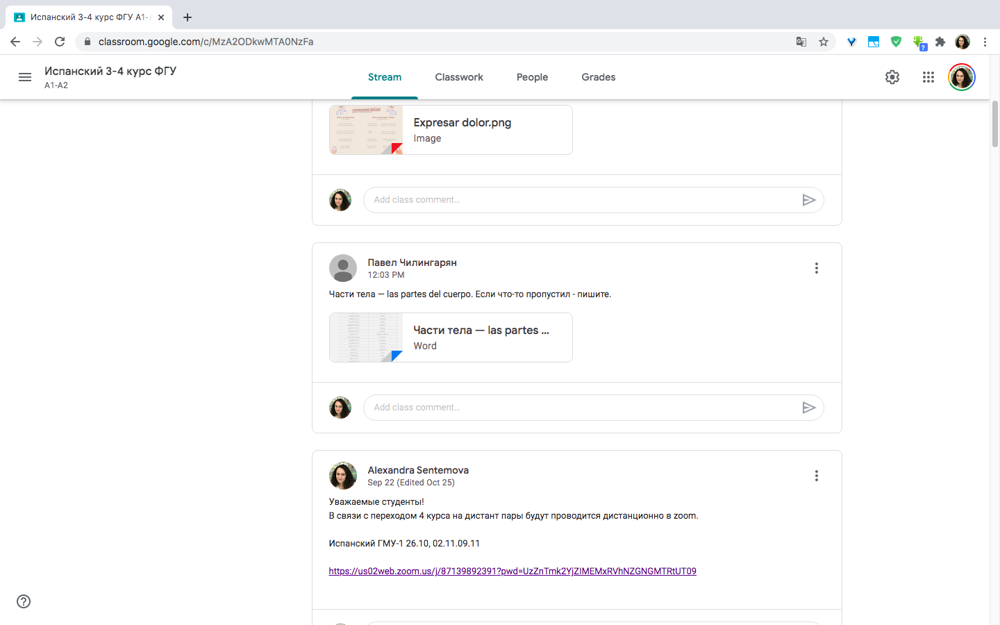 Испанский 3-4 курс ФГУ А1-А
classroom.google.com/c/MzA2ODkwMTA0NzFa
Испанский 3-4 курс ФГУ
А1-А2
Stream
Classwork
People
Grades
Expresar dolor.png
Image
Add class comment...
Павел Чилингарян
12:03 PM
Части тела — las partes del cuerpo. Если что-то пропустил - пишите.
Части тела — las partes ...
Word
Add class comment...
Alexandra Sentemova
Sep 22 (Edited Oct 25)
Уважаемые студенты!
В связи с переходом 4 курса на дистант пары будут проводится дистанционно в zoom.
Испанский ГМУ-1 26.10, 02.11.09.11
https://us02web.zoom.us/j/87139892391?pwd=UzZnTmk2YjZIMEMxRVhNZGNGMTRtUT09